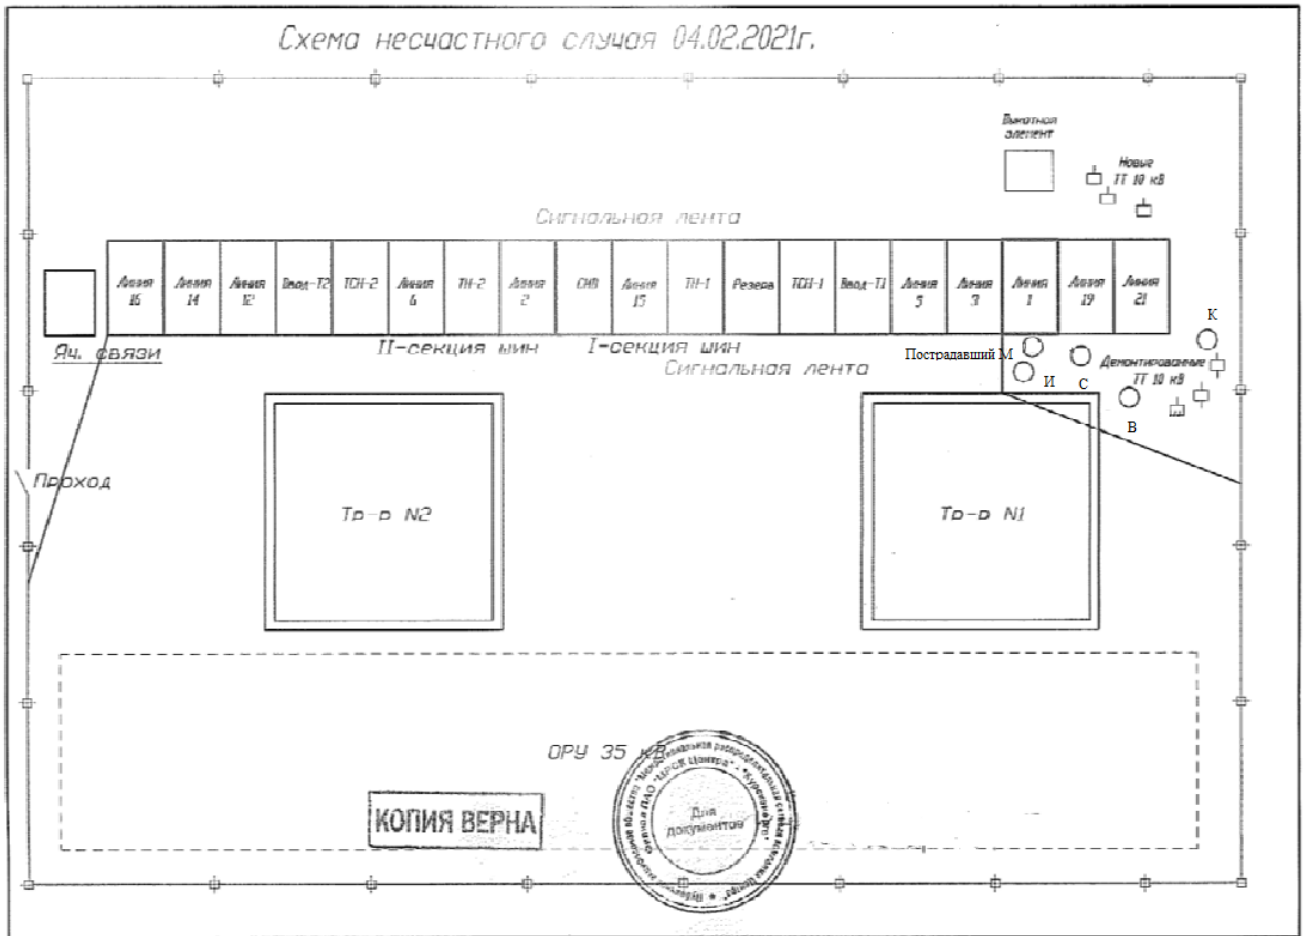 Схема несчастного случая 04.02.2021г.
Выкатной
элемент
Новые
ТТ 10 кВ
Сигнальная лента
Линия
16
Линия
14
Линия
12
Ввод-Т2
ТСН-2
Линия
6
ТН-2
Линия
2
СМВ
Линия
15
ТН-1
Резерв
ТСН-1
Ввод-Т1
Линия
5
Линия
3
Линия
1
Линия
19
Линия
21
К
Яч. связи
II-секция шин
I-секция шин
Сигнальная лента
Пострадавший М
И
С
Демонтированные
ТТ 10 кВ
В
Проход
Тр-р N2
Тр-р N1
ОРУ 35 кВ
КОПИЯ ВЕРНА
Для
документов